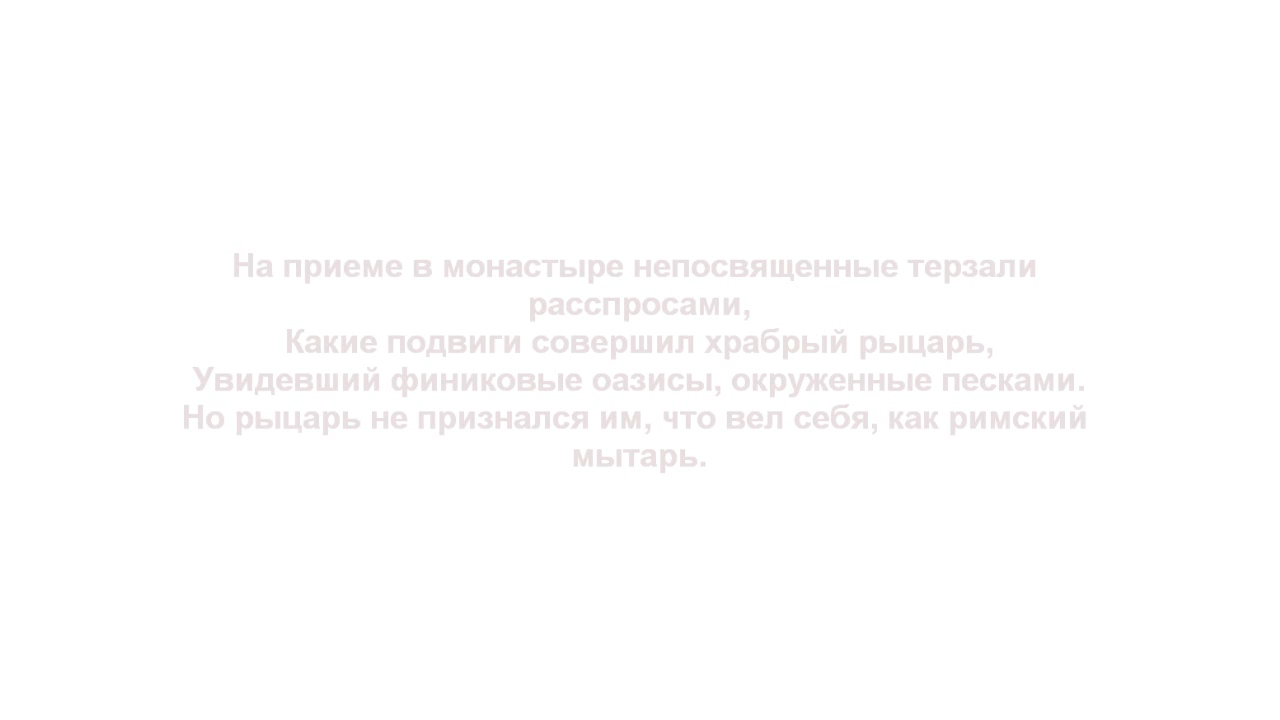 На приеме в монастыре непосвященные терзали
расспросами,
Какие подвиги совершил храбрый рыцарь,
Увидевший финиковые оазисы, окруженные песками.
Но рыцарь не признался им, что вел себя, как римский
мытарь.